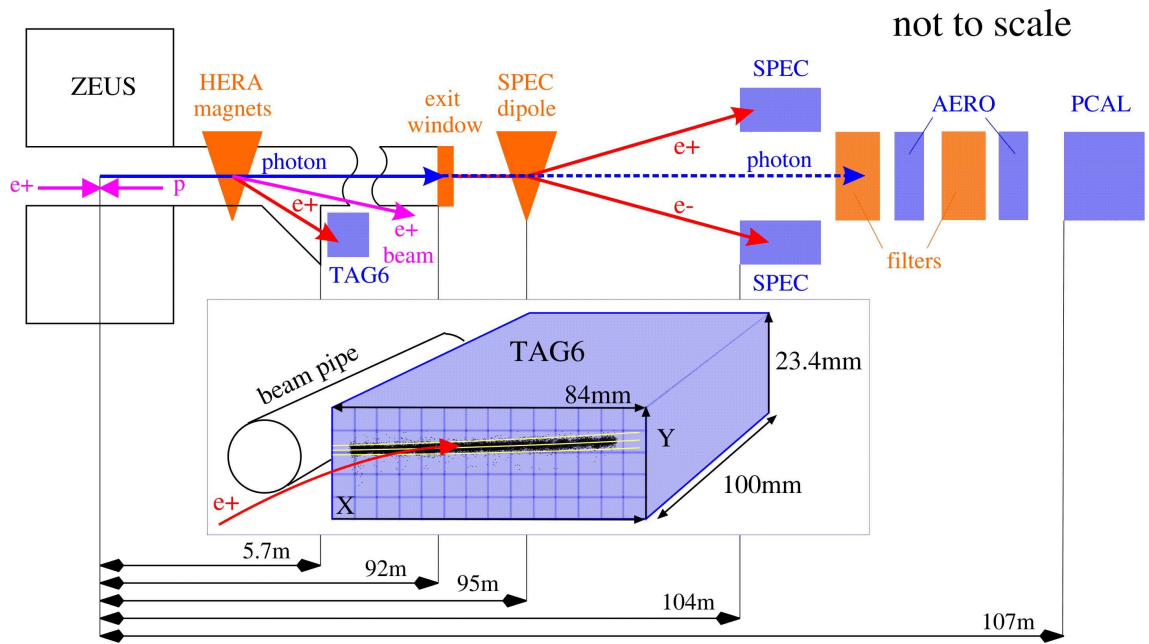 not to scale
ZEUS
HERA
magnets
exit
window
SPEC
dipole
SPEC
AERO
PCAL
e+
p
photon
e+
e+
beam
TAG6
e+
photon
e-
SPEC
filters
TAG6
beam pipe
84mm
23.4mm
Y
100mm
X
e+
5.7m
92m
95m
104m
107m